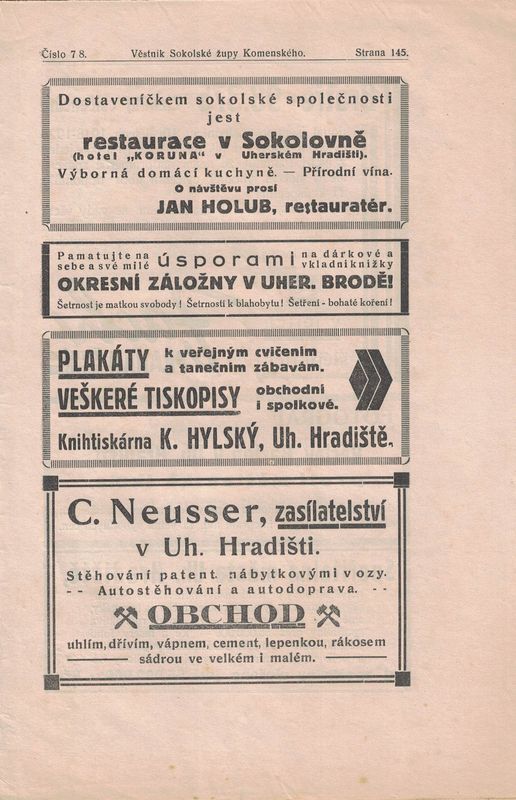 Číslo 7 8. Věstník Sokolské župy Komenského. Strana 145.
Dostaveníčkem sokolské společnosti
jest
restaurace v Sokolovně
(hotel „KORUNA“ v Uherském Hradišti).
Výborná domácí kuchyně. — Přírodní vína.
O návštěvu prosí
JAN HOLUB, restauratér.
Pamatujte na sebe a své milé úsporami na dárkové a vkladní knížky
OKRESNÍ ZÁLOŽNY V UHER. BRODĚ!
Šetrnost je matkou svobody! Šetrností k blahobytu! Šetření - bohaté koření!
PLAKÁTY k veřejným cvičením a tanečním zábavám.
VEŠKERÉ TISKOPISY obchodní i spolkové.
Knihtiskárna K. HYLSKÝ, Uh. Hradiště.
C. Neusser, zasílatelství
v Uh. Hradišti.
Stěhování patent. nábytkovými vozy.
- - Autostěhování a autodoprava. - -
OBCHOD
uhlím, dřívím, vápnem, cement, lepenkou, rákosem
sádrou ve velkém i malém.